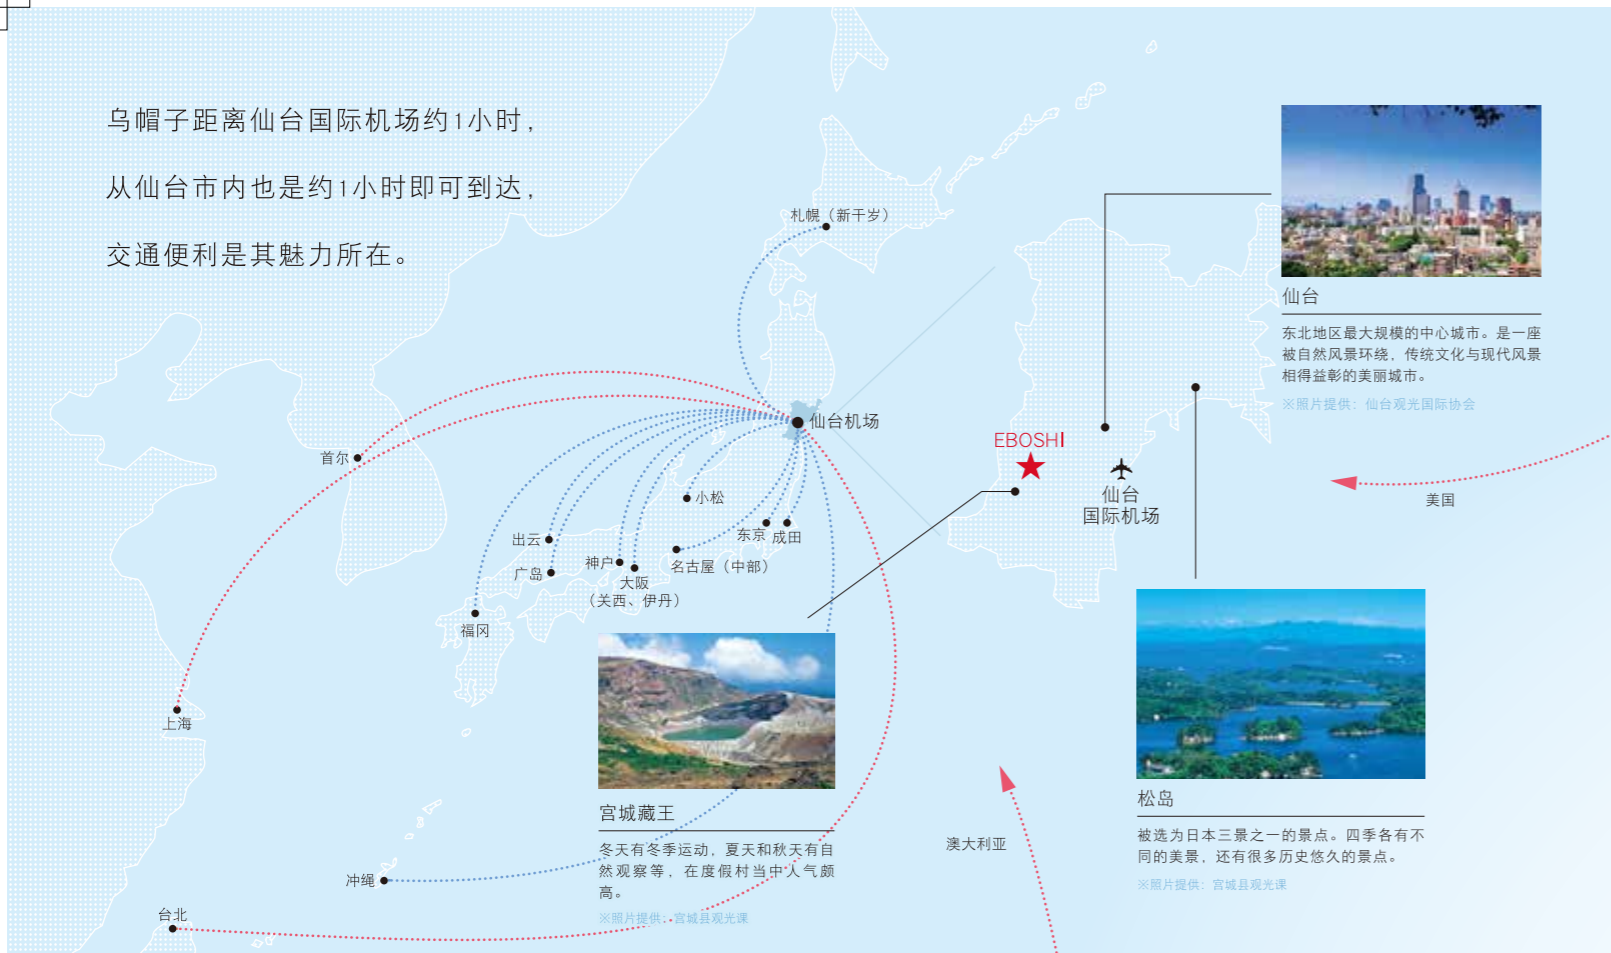 乌帽子距离仙台国际机场约1小时，
从仙台市内也是约1小时即可到达，
交通便利是其魅力所在。
札幌（新千岁）
仙台机场
首尔
小松
出云
广岛
神户
大阪
（关西、伊丹）
名古屋（中部）
东京
成田
福冈
上海
冲绳
台北
EBOSHI
仙台
国际机场
美国
澳大利亚
仙台
东北地区最大规模的中心城市。是一座
被自然风景环绕，传统文化与现代风景
相得益彰的美丽城市。
※照片提供：仙台观光国际协会
宫城藏王
冬天有冬季运动，夏天和秋天有自
然观察等，在度假村当中人气颇
高。
※照片提供：宫城县观光课
松岛
被选为日本三景之一的景点。四季各有不
同的美景，还有很多历史悠久的景点。
※照片提供：宫城县观光课